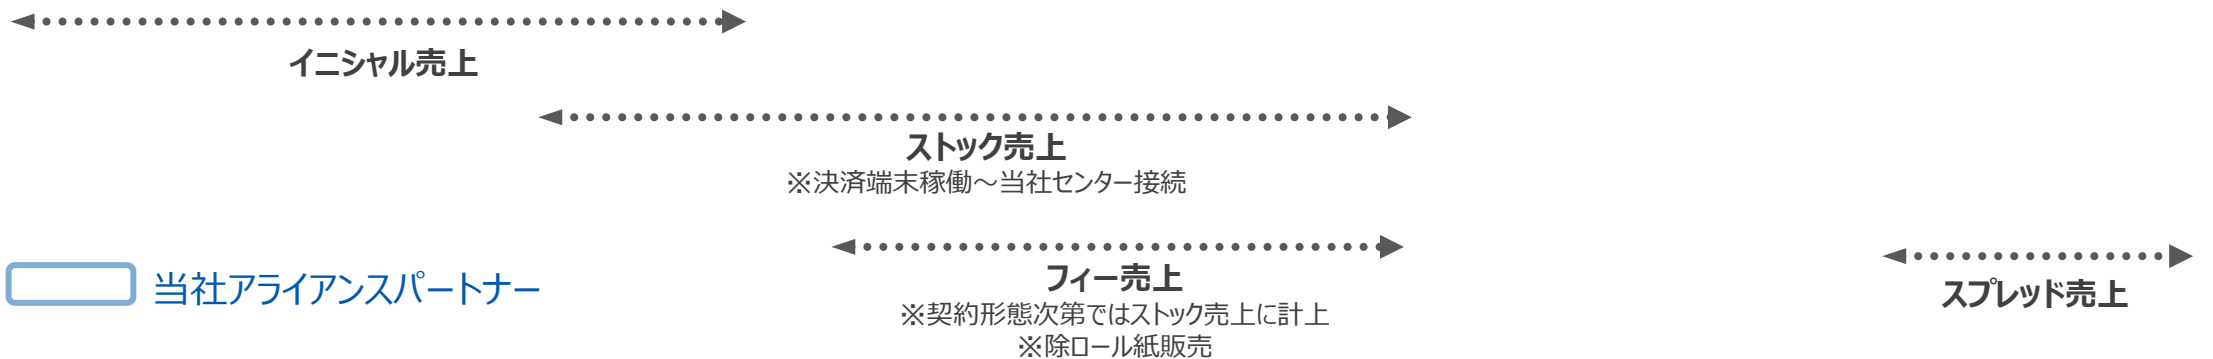 イニシャル売上
ストック売上
※決済端末稼働～当社センター接続
フィー売上
※契約形態次第ではストック売上に計上
※除ロール紙販売
スプレッド売上
当社アライアンスパートナー